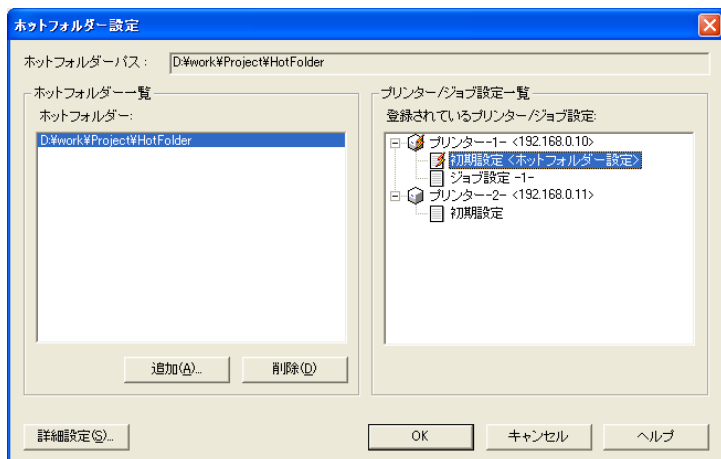 ホットフォルダー設定
ホットフォルダーパス： D:¥work¥Project¥HotFolder
ホットフォルダー一覧
ホットフォルダー:
D:¥work¥Project¥HotFolder
追加(A)... 削除(D)
プリンター/ジョブ設定一覧
登録されているプリンター/ジョブ設定:
プリンター-1- <192.168.0.10>
初期設定 <ホットフォルダー設定>
ジョブ設定 -1-
プリンター-2- <192.168.0.11>
初期設定
詳細設定(S)... OK キャンセル ヘルプ